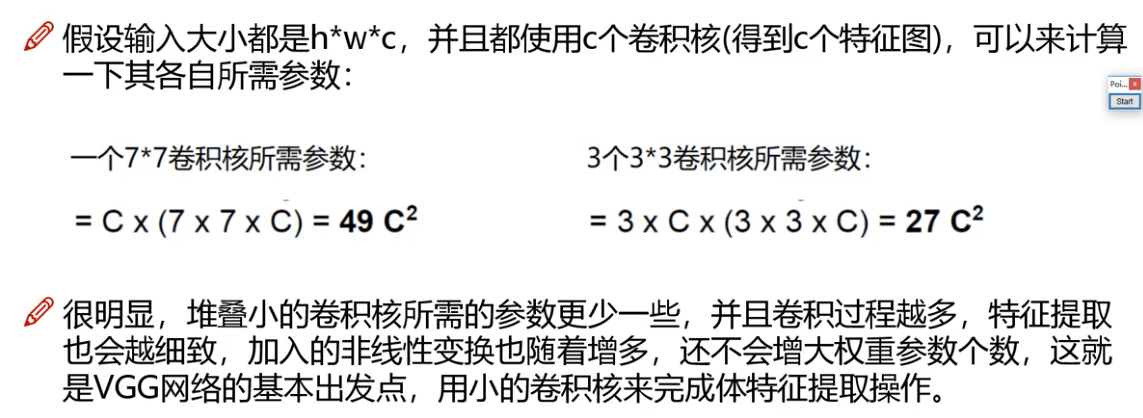 假设输入大小都是h*w*c，并且都使用c个卷积核(得到c个特征图)，可以来计算
一下其各自所需参数：
Poi...
x
Start
一个7*7卷积核所需参数：
3个3*3卷积核所需参数：
= C x (7 x 7 x C) = 49 C²
= 3 x C x (3 x 3 x C) = 27 C²
很明显，堆叠小的卷积核所需的参数更少一些，并且卷积过程越多，特征提取
也会越细致，加入的非线性变换也随着增多，还不会增大权重参数个数，这就
是VGG网络的基本出发点，用小的卷积核来完成体特征提取操作。